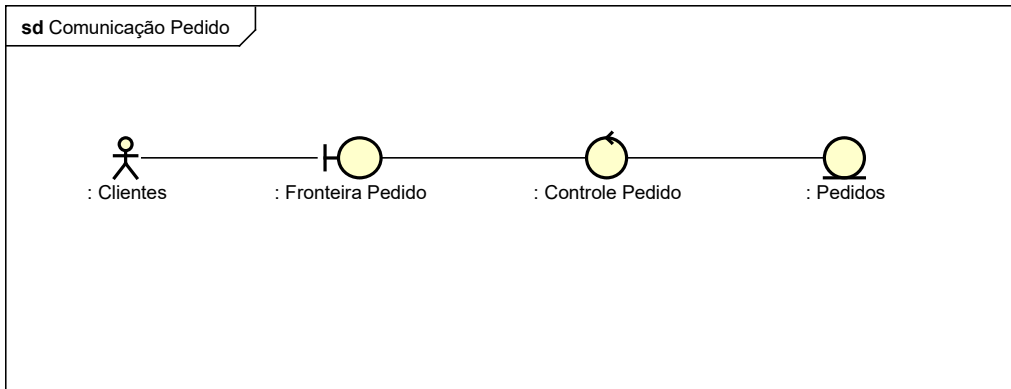 sd Comunicação Pedido
: Clientes
: Fronteira Pedido
: Controle Pedido
: Pedidos